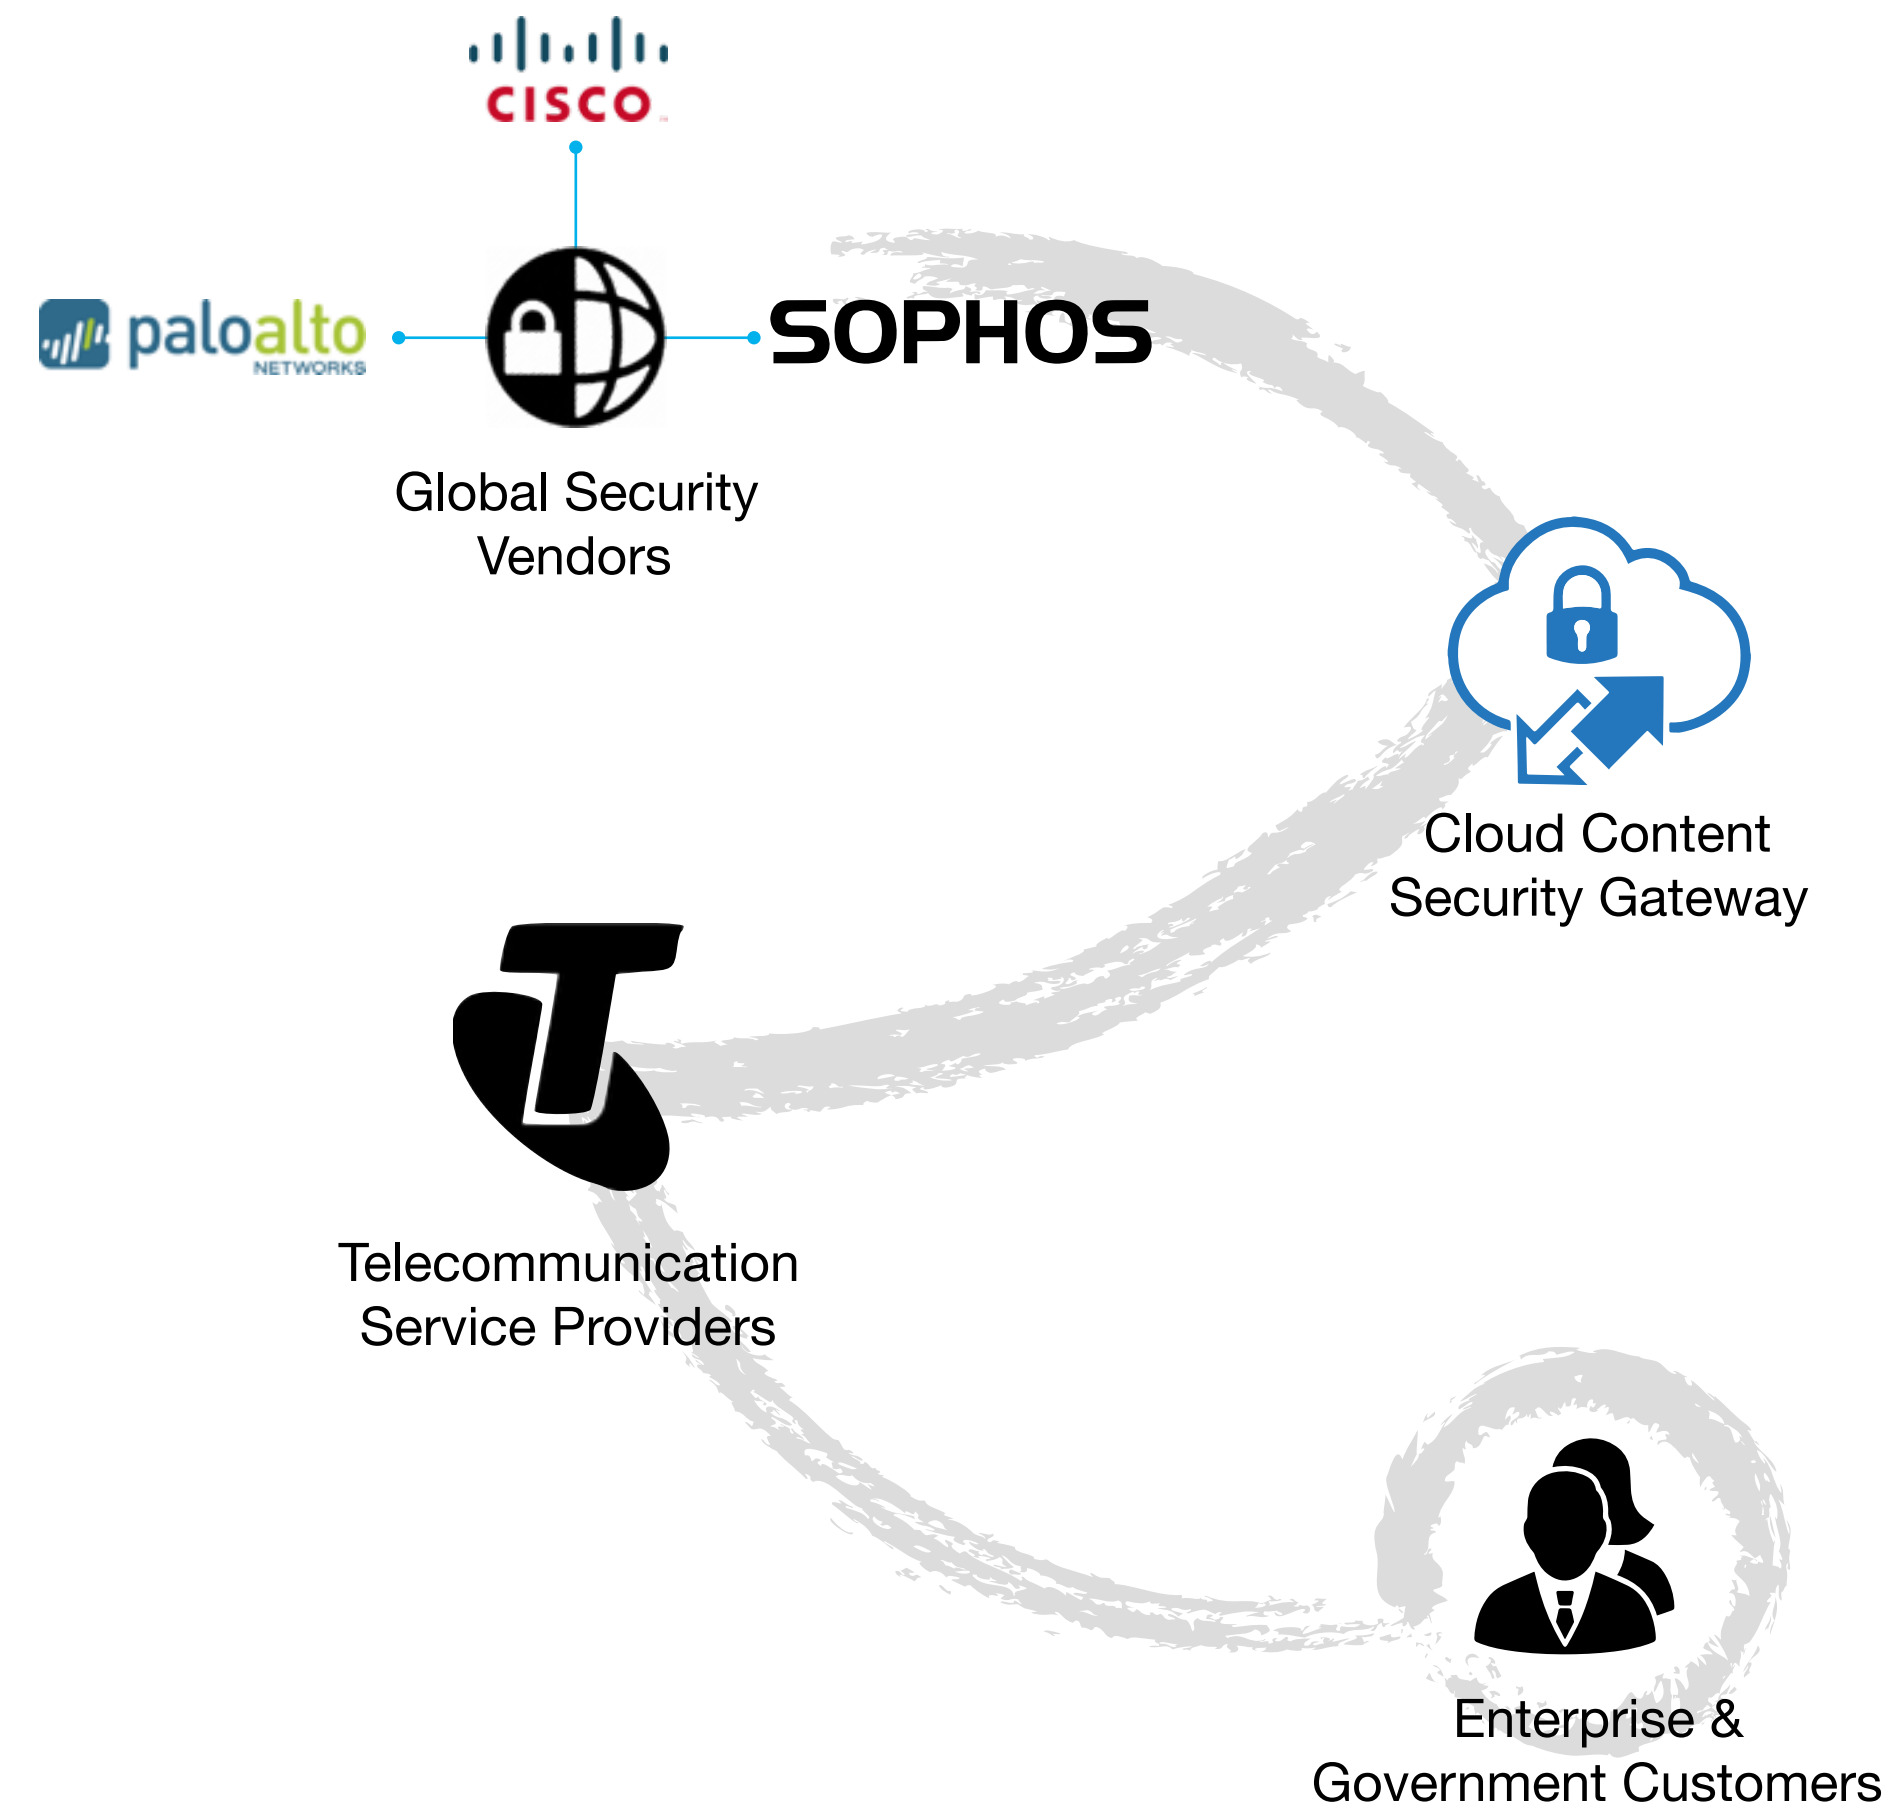 CISCO
paloalto
NETWORKS
SOPHOS
Global Security
Vendors
Cloud Content
Security Gateway
T
Telecommunication
Service Providers
Enterprise &
Government Customers